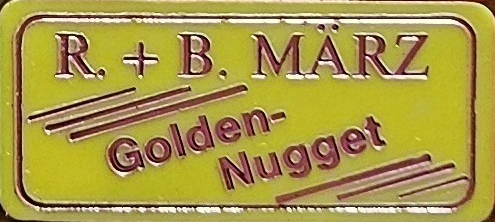 R. + B. MÄRZ
Golden-
Nugget